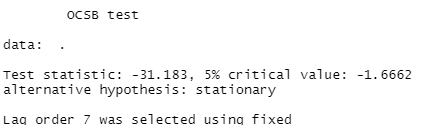 OCSB test
data:  .
Test statistic: -31.183, 5% critical value: -1.6662
alternative hypothesis: stationary
Lag order 7 was selected using fixed